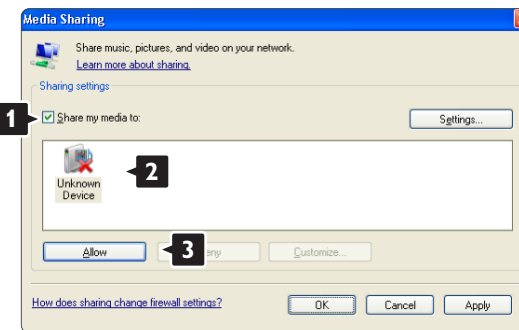 Media Sharing
Share music, pictures, and video on your network.
Learn more about sharing.
Sharing settings
1
Share my media to:
Settings...
2
Unknown
Device
Allow
3
Customize...
How does sharing change firewall settings?
OK
Cancel
Apply